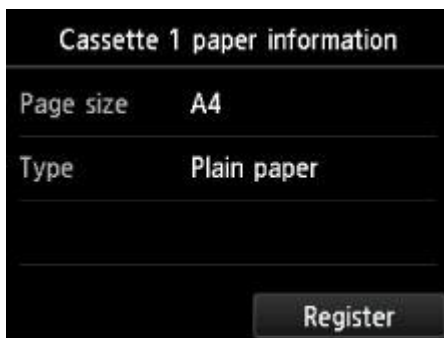 Cassette 1 paper information
Page size A4
Type Plain paper
Register